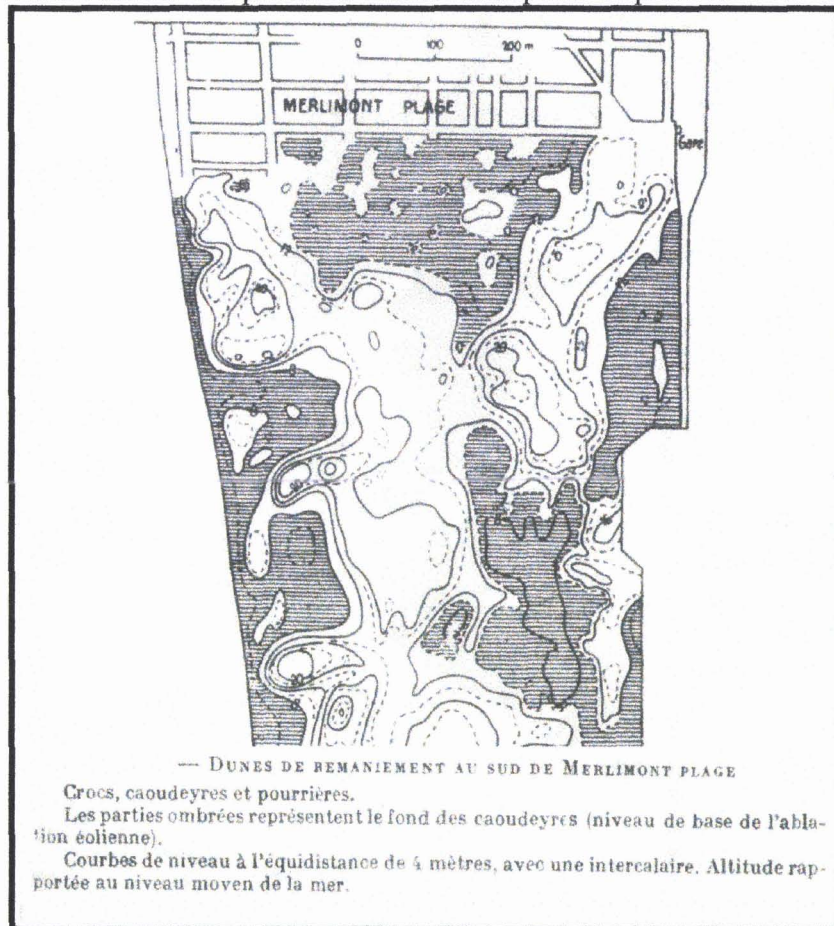 0 100 200 m
MERLIMONT PLAGE
Gare
— DUNES DE REMANIEMENT AU SUD DE MERLIMONT PLAGE
Crocs, caoudeyres et pourrières.
Les parties ombrées représentent le fond des caoudeyres (niveau de base de l'abla-
tion éolienne).
Courbes de niveau à l'équidistance de 4 mètres, avec une intercalaire. Altitude rap-
portée au niveau moyen de la mer.